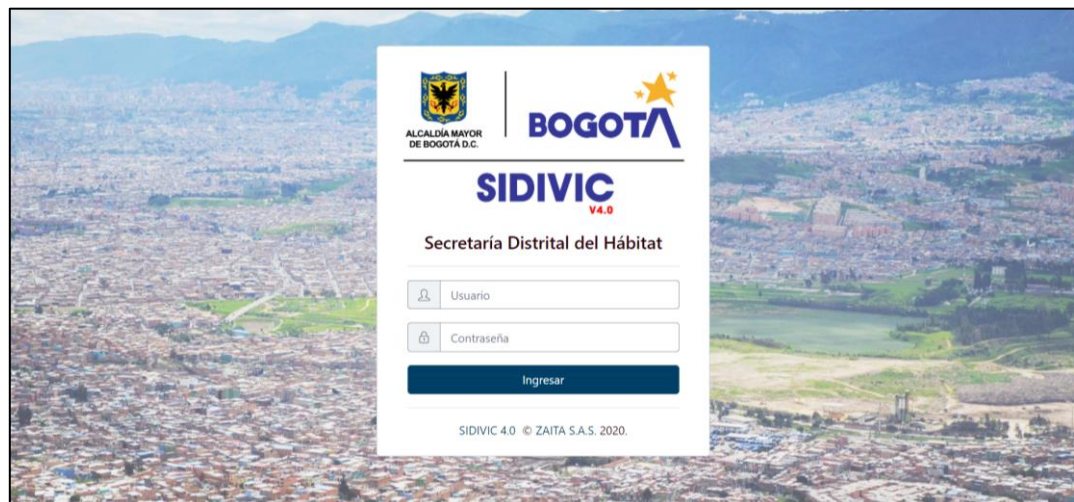 ALCALDÍA MAYOR
DE BOGOTÁ D.C.
BOGOTÁ
SIDIVIC
V4.0
Secretaría Distrital del Hábitat
Usuario
Contraseña
Ingresar
SIDIVIC 4.0 © ZAITA S.A.S. 2020.